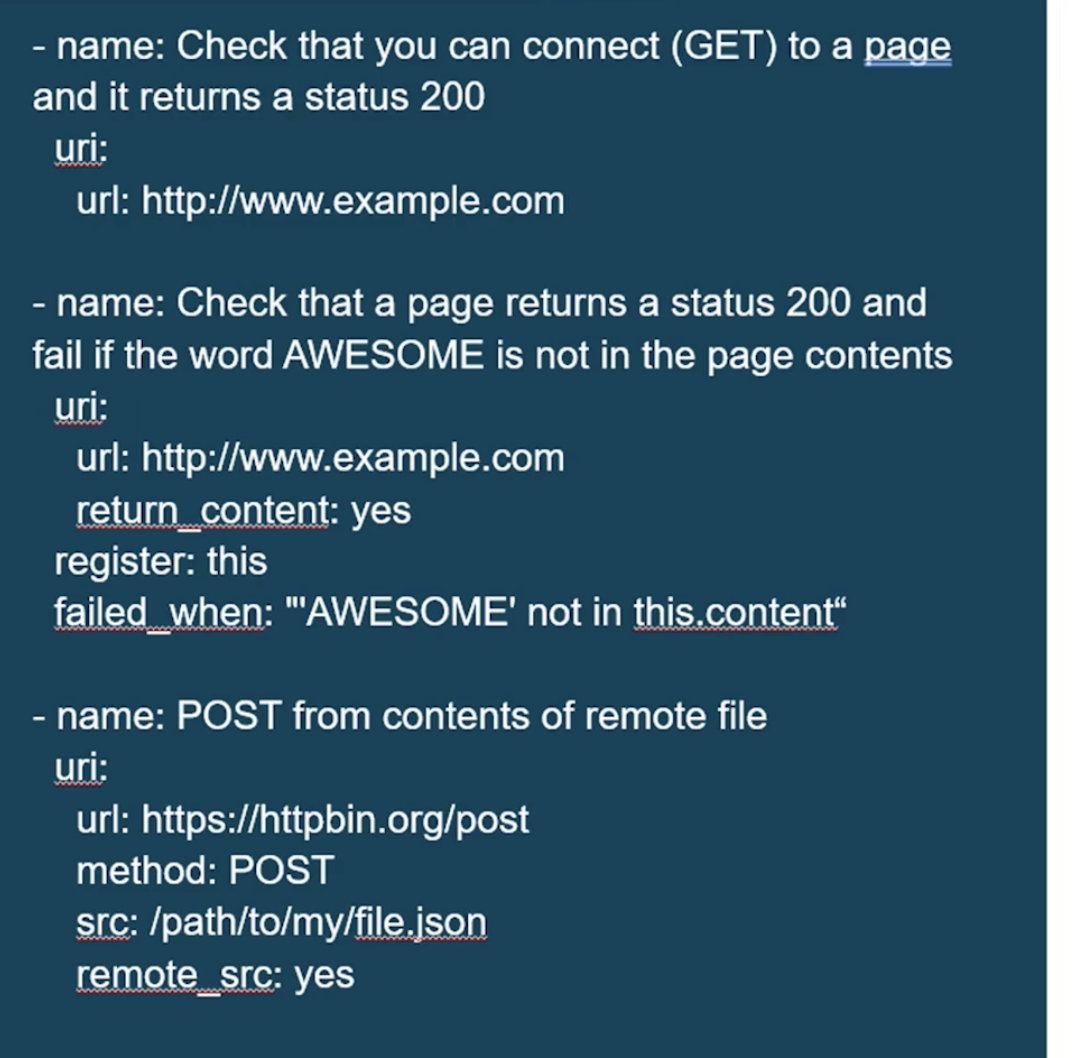 - name: Check that you can connect (GET) to a page
and it returns a status 200
uri:
url: http://www.example.com
- name: Check that a page returns a status 200 and
fail if the word AWESOME is not in the page contents
uri:
url: http://www.example.com
return_content: yes
register: this
failed_when: "'AWESOME' not in this.content“
- name: POST from contents of remote file
uri:
url: https://httpbin.org/post
method: POST
src: /path/to/my/file.json
remote_src: yes